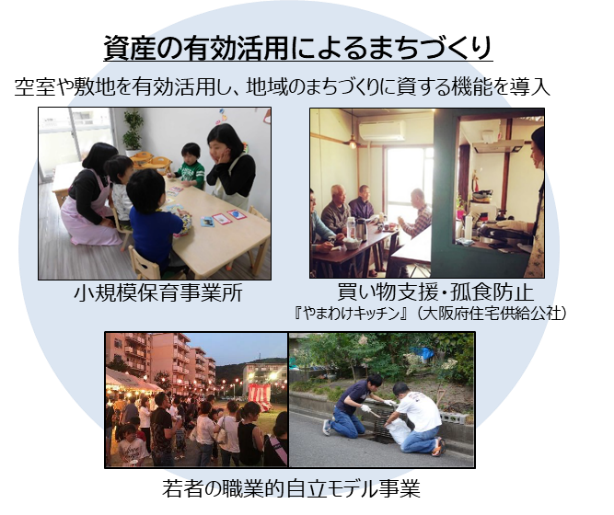 資産の有効活用によるまちづくり
空室や敷地を有効活用し、地域のまちづくりに資する機能を導入
小規模保育事業所
買い物支援・孤食防止
『やまわけキッチン』（大阪府住宅供給公社）
若者の職業的自立モデル事業